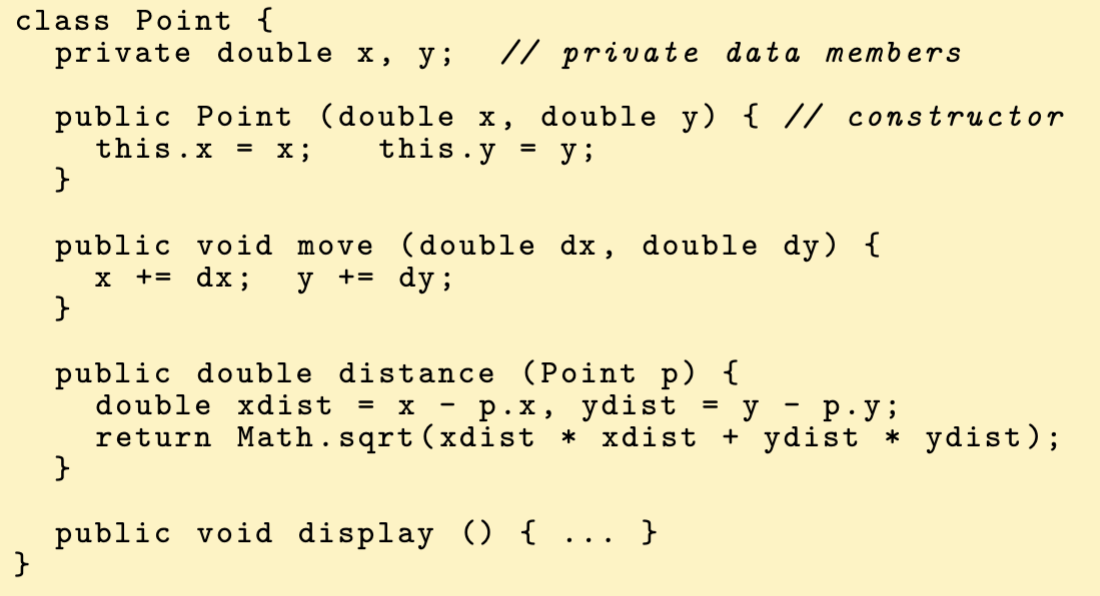 class Point {
  private double x, y;  // private data members
  public Point (double x, double y) { // constructor
    this.x = x;   this.y = y;
  }
  public void move (double dx, double dy) {
    x += dx;  y += dy;
  }
  public double distance (Point p) {
    double xdist = x - p.x, ydist = y - p.y;
    return Math.sqrt(xdist * xdist + ydist * ydist);
  }
  public void display () { ... }
}